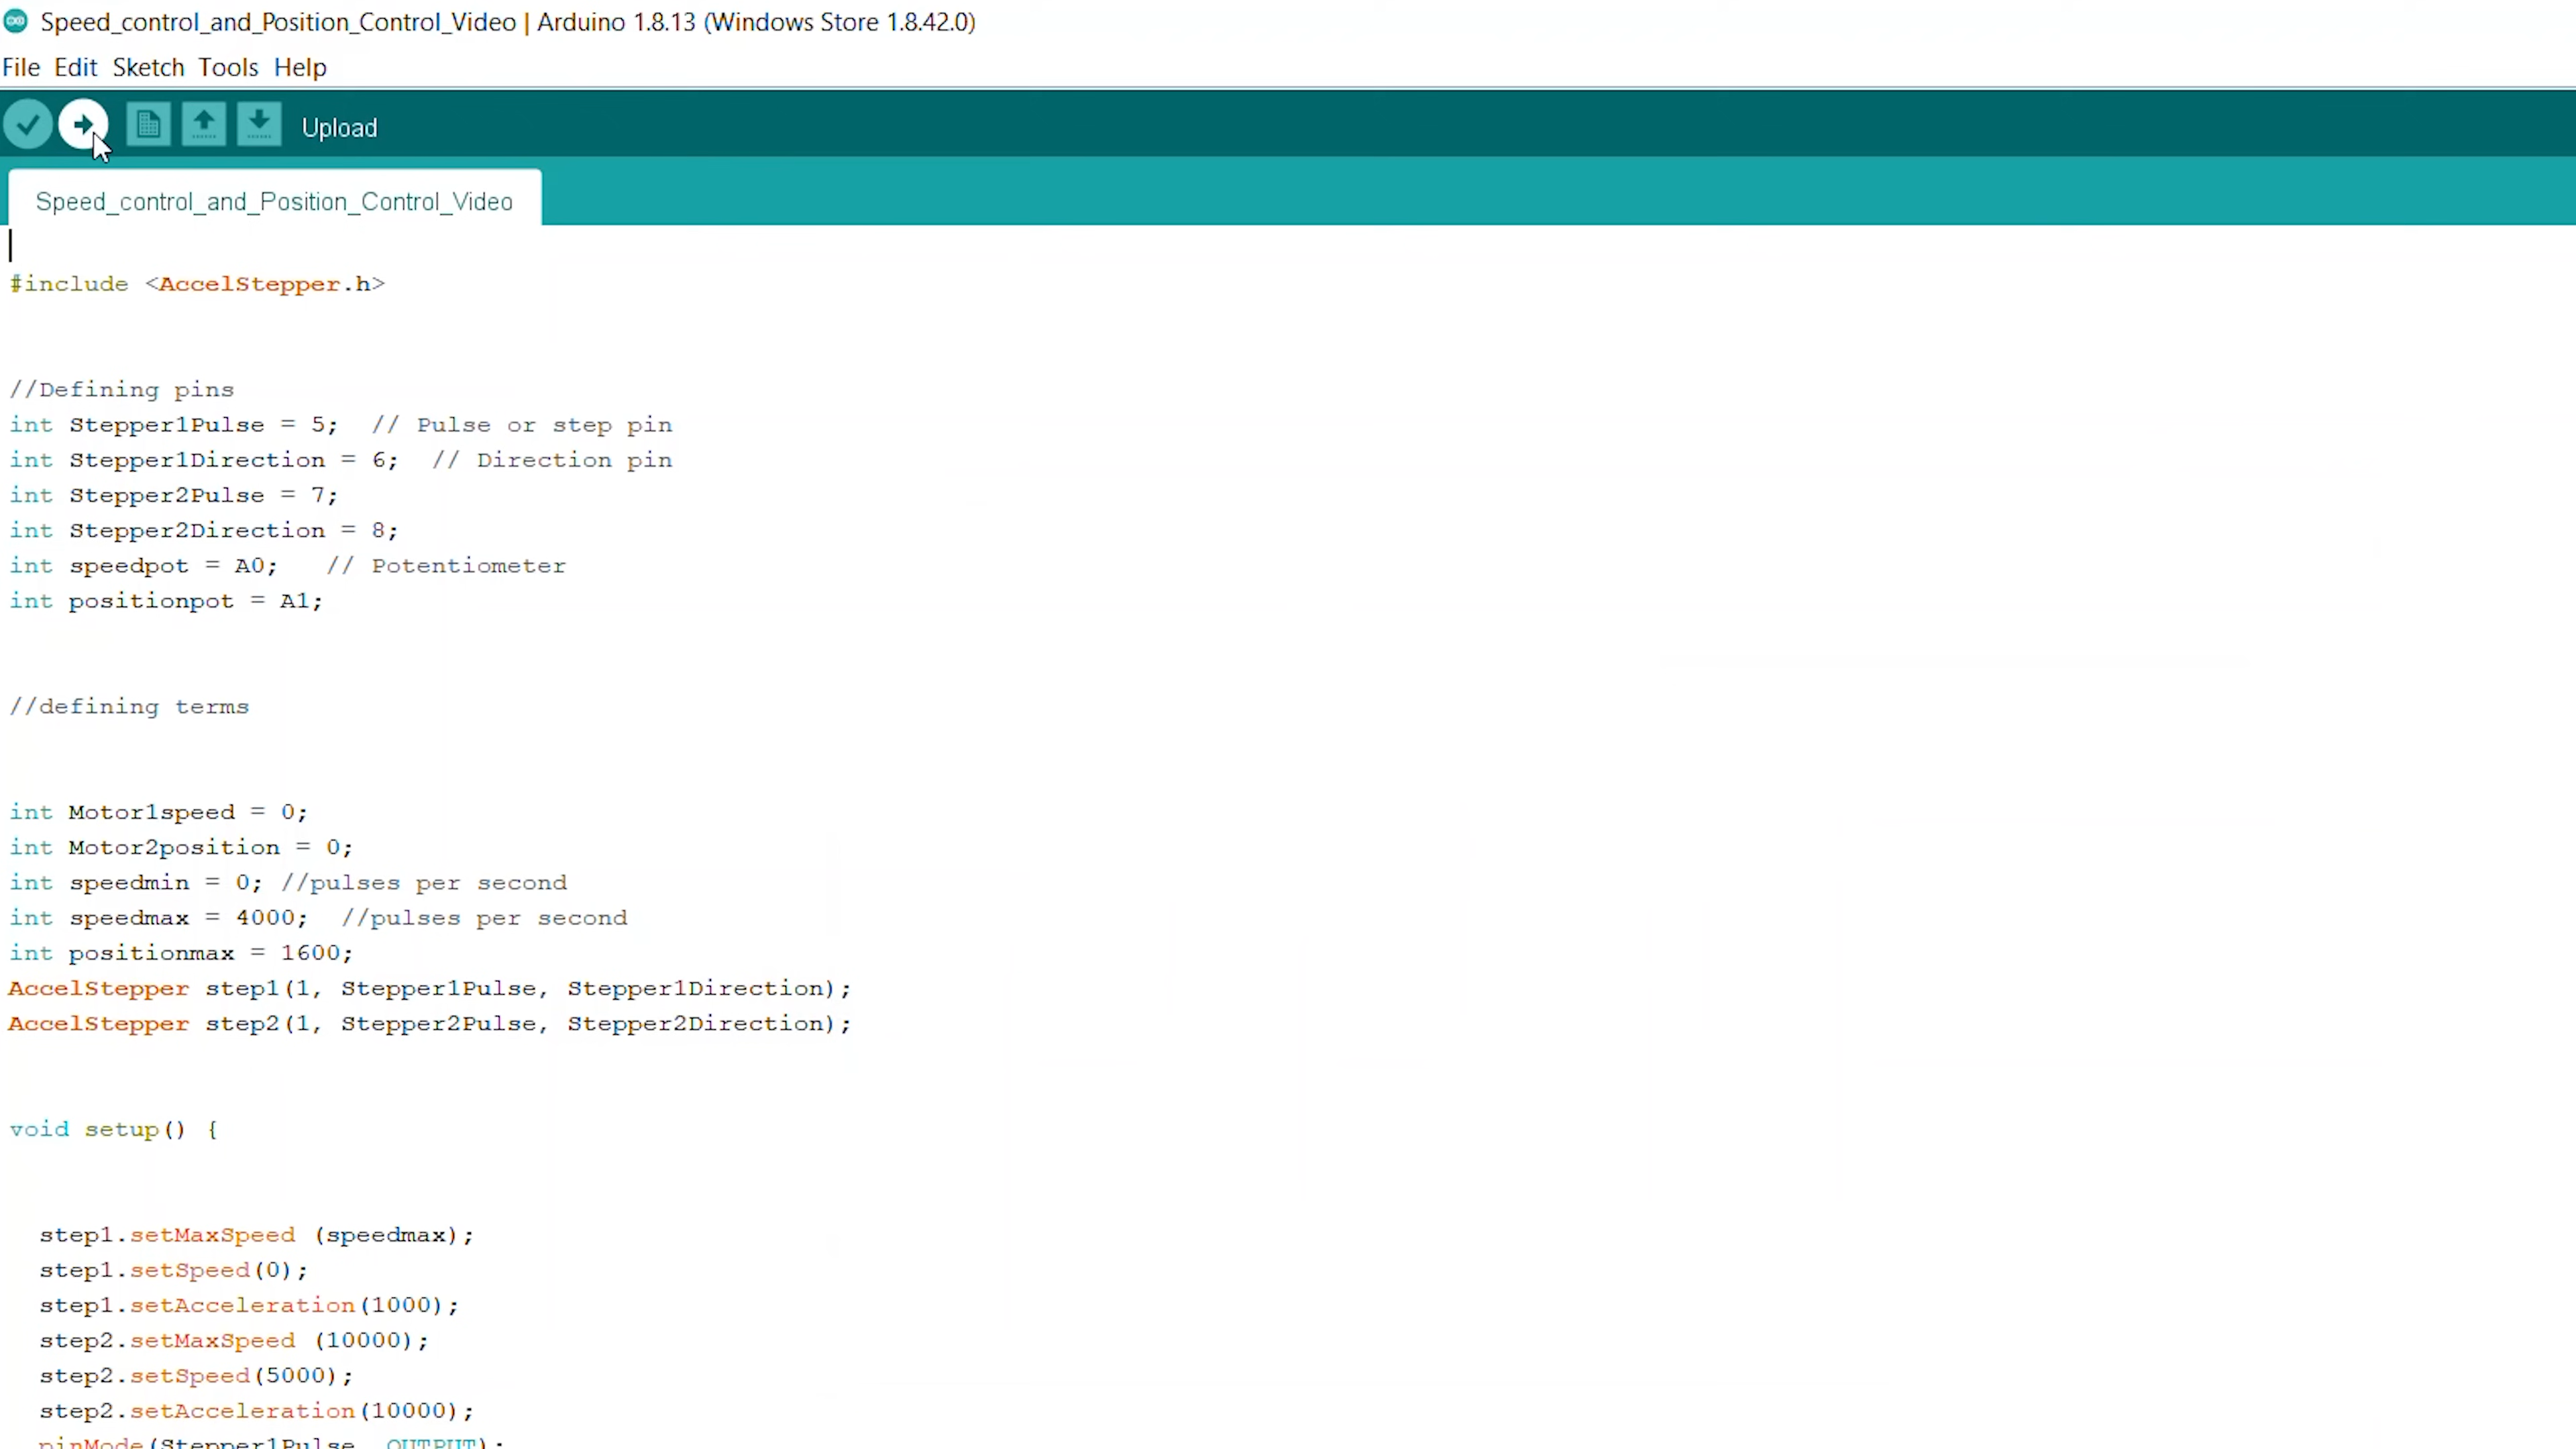 Speed_control_and_Position_Control_Video | Arduino 1.8.13 (Windows Store 1.8.42.0)
File Edit Sketch Tools Help
Upload
Speed_control_and_Position_Control_Video
#include <AccelStepper.h>
//Defining pins
int Stepper1Pulse = 5;  // Pulse or step pin
int Stepper1Direction = 6;  // Direction pin
int Stepper2Pulse = 7;
int Stepper2Direction = 8;
int speedpot = A0;   // Potentiometer
int positionpot = A1;
//defining terms
int Motor1speed = 0;
int Motor2position = 0;
int speedmin = 0; //pulses per second
int speedmax = 4000;  //pulses per second
int positionmax = 1600;
AccelStepper step1(1, Stepper1Pulse, Stepper1Direction);
AccelStepper step2(1, Stepper2Pulse, Stepper2Direction);
void setup() {
step1.setMaxSpeed (speedmax);
step1.setSpeed(0);
step1.setAcceleration(1000);
step2.setMaxSpeed (10000);
step2.setSpeed(5000);
step2.setAcceleration(10000);
pinMode(Stepper1Pulse, OUTPUT);